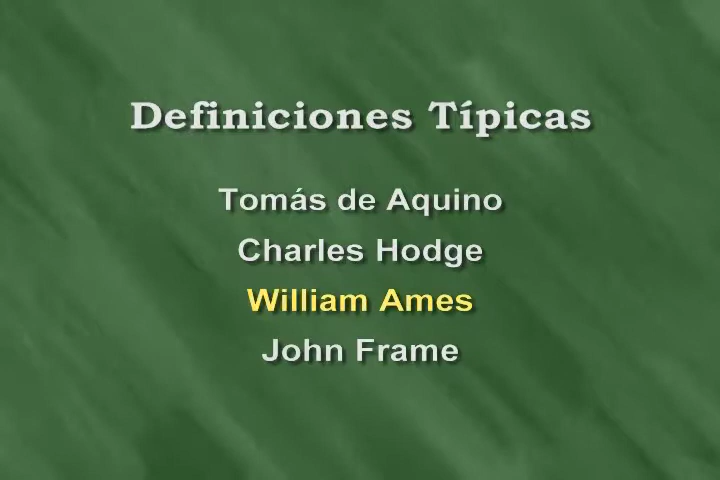 Definiciones Típicas
Tomás de Aquino
Charles Hodge
William Ames
John Frame